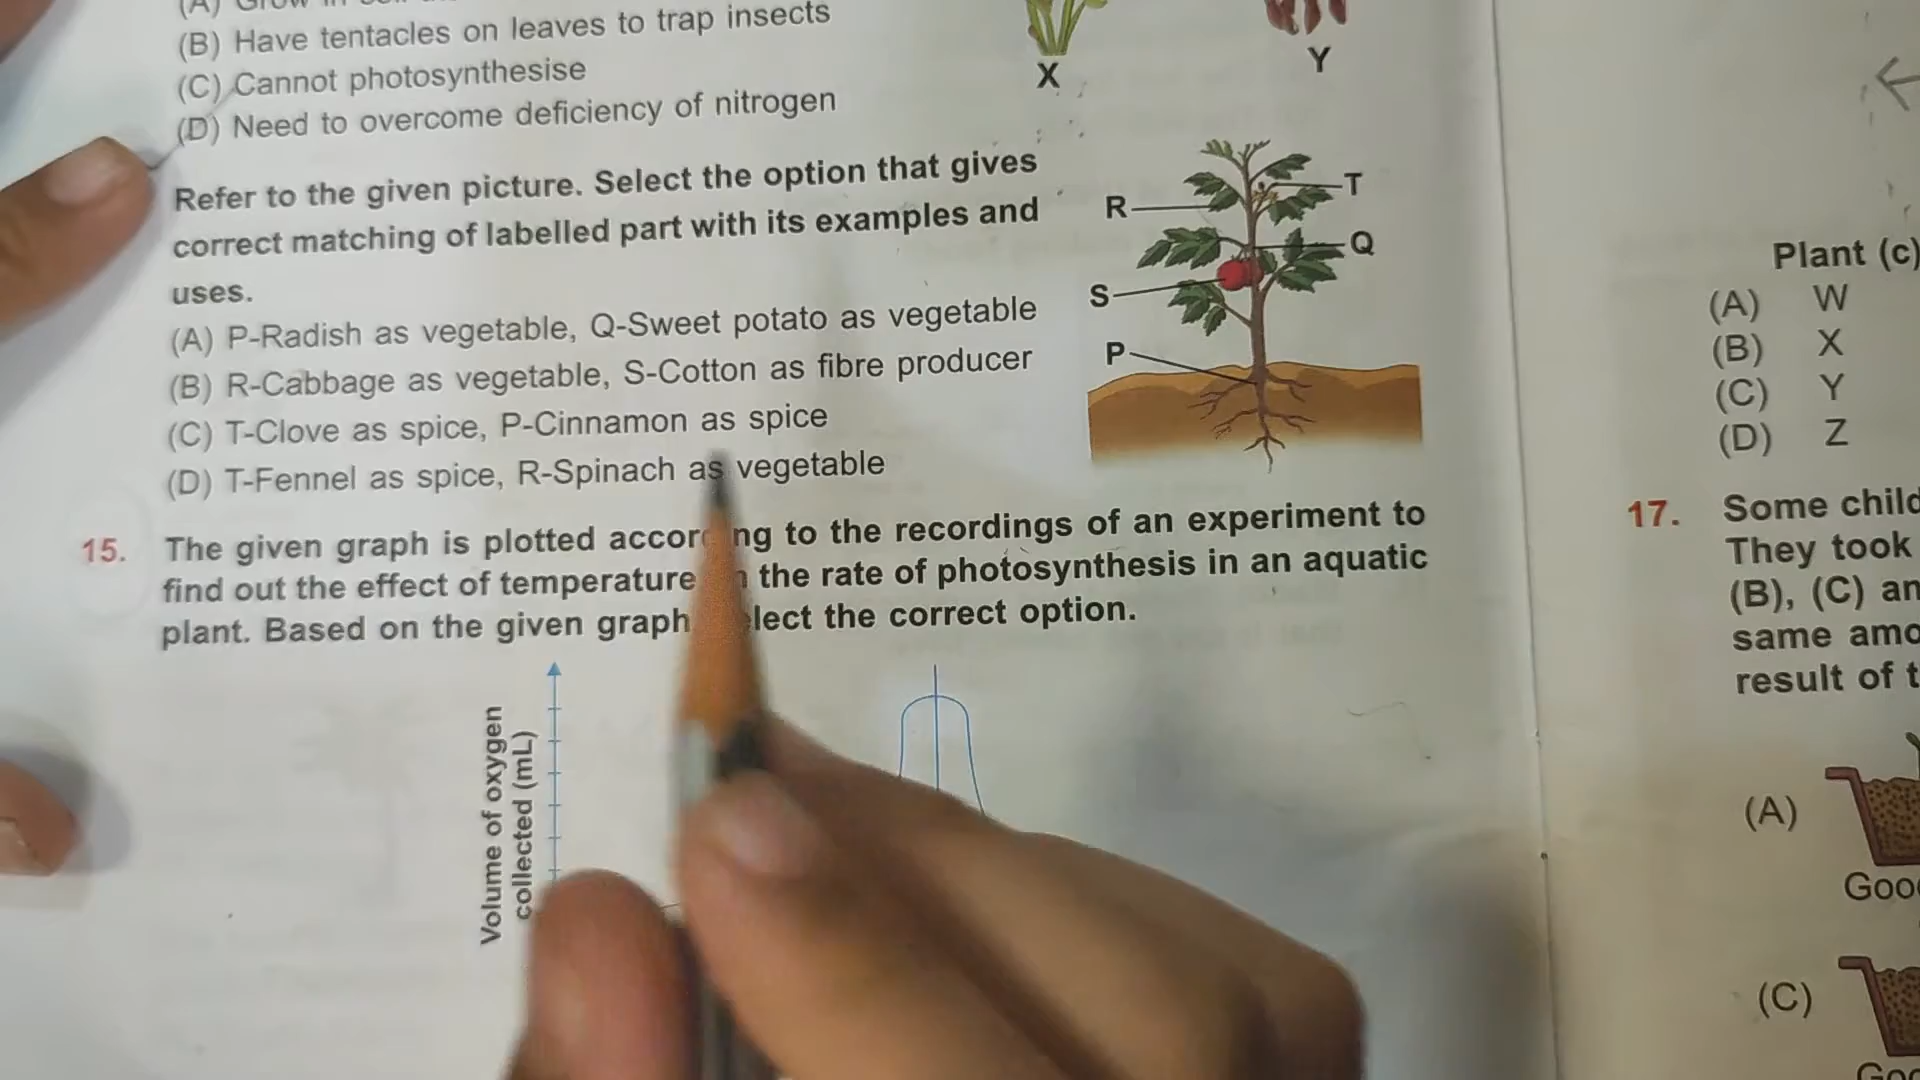 (B) Have tentacles on leaves to trap insects
(C) Cannot photosynthesise
(D) Need to overcome deficiency of nitrogen
X
Y
Refer to the given picture. Select the option that gives
correct matching of labelled part with its examples and
uses.
(A) P-Radish as vegetable, Q-Sweet potato as vegetable
(B) R-Cabbage as vegetable, S-Cotton as fibre producer
(C) T-Clove as spice, P-Cinnamon as spice
(D) T-Fennel as spice, R-Spinach as vegetable
T
R
Q
S
P
15. The given graph is plotted accor ng to the recordings of an experiment to
find out the effect of temperature the rate of photosynthesis in an aquatic
plant. Based on the given graph lect the correct option.
Volume of oxygen
collected (mL)
Plant (c)
(A) W
(B) X
(C) Y
(D) Z
17. Some child
They took
(B), (C) an
same amo
result of t
(A)
Goo
(C)